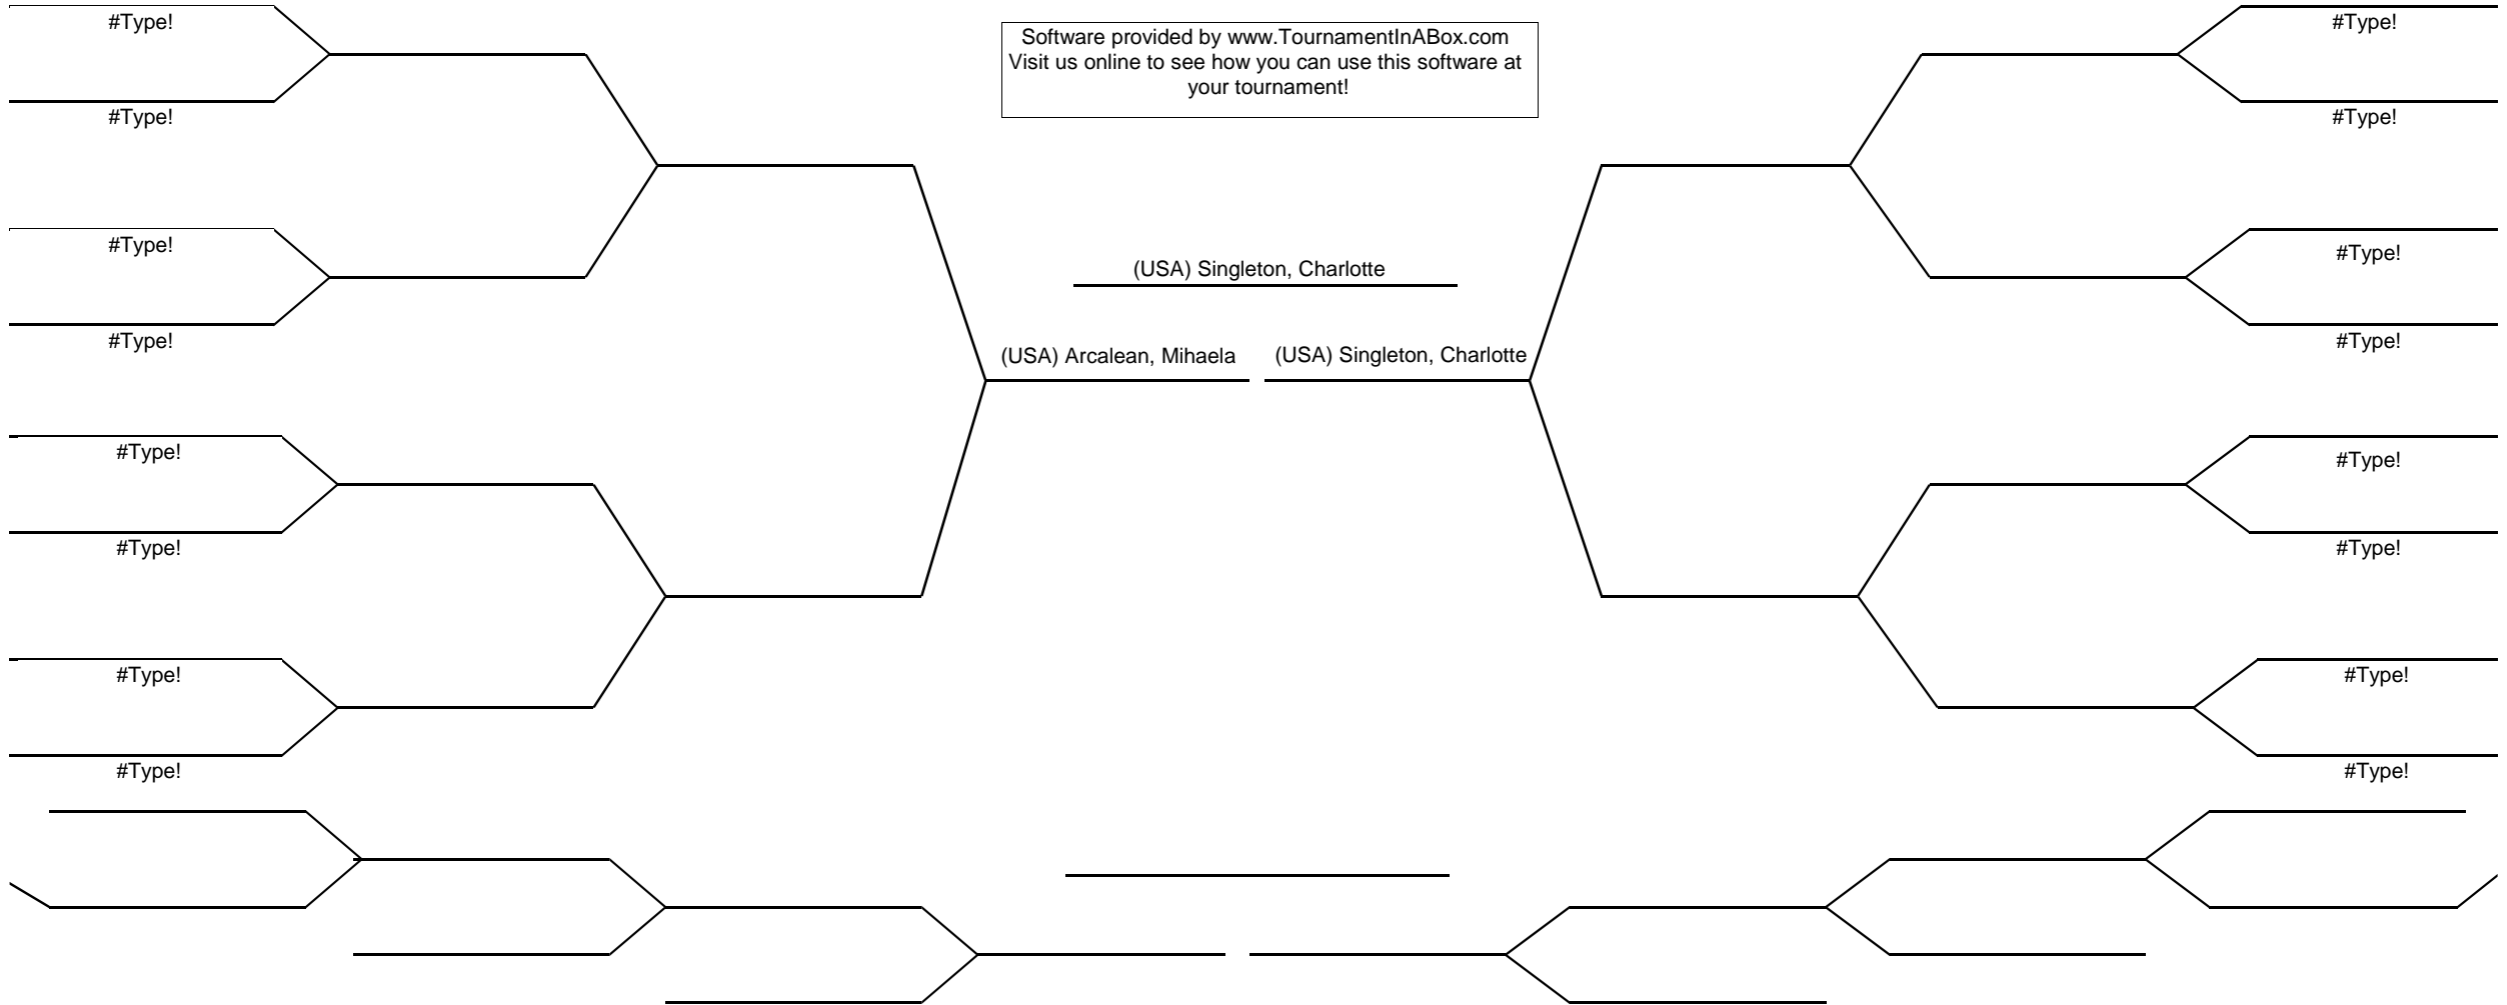 #Type!
#Type!
Software provided by www.TournamentInABox.com
Visit us online to see how you can use this software at
your tournament!
#Type!
#Type!
#Type!
#Type!
(USA) Singleton, Charlotte
#Type!
#Type!
(USA) Arcalean, Mihaela
(USA) Singleton, Charlotte
#Type!
#Type!
#Type!
#Type!
#Type!
#Type!
#Type!
#Type!